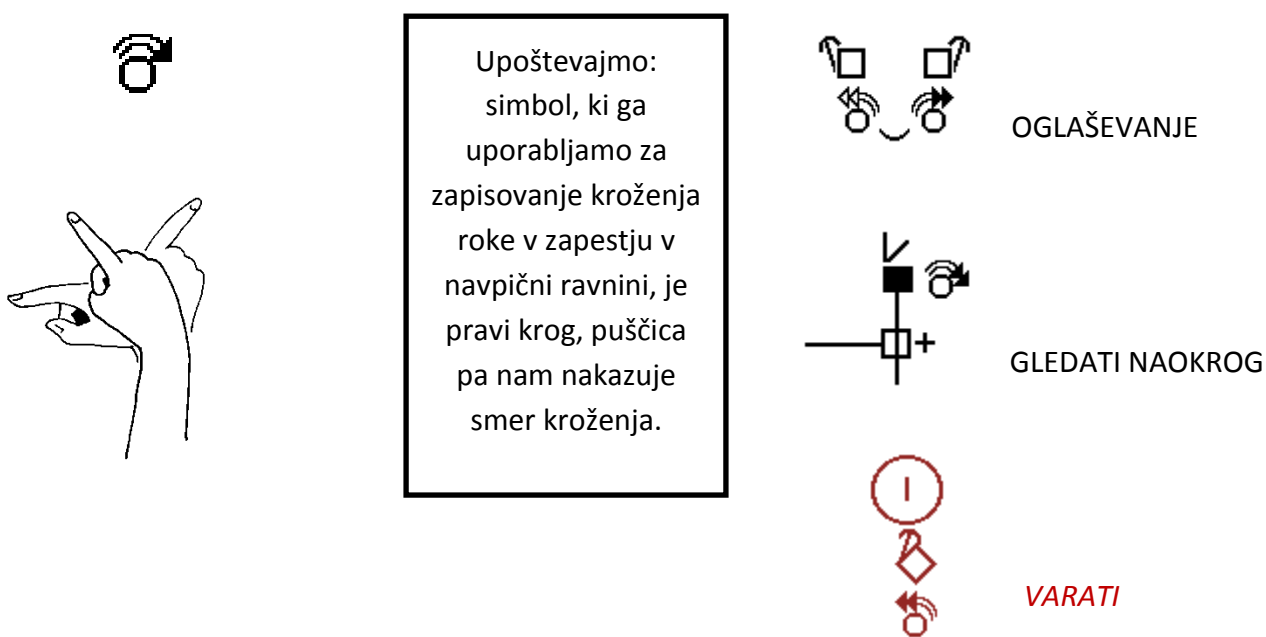 Upoštevajmo:
simbol, ki ga
uporabljamo za
zapisovanje kroženja
roke v zapestju v
navpični ravnini, je
pravi krog, puščica
pa nam nakazuje
smer kroženja.
OGLAŠEVANJE
GLEDATI NAOKROG
VARATI